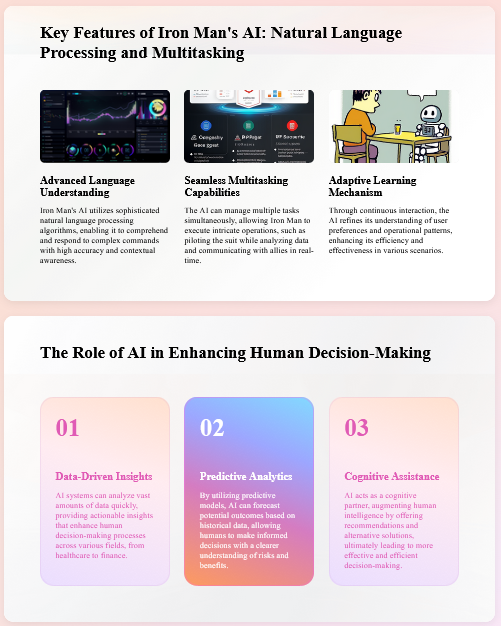 Key Features of Iron Man's AI: Natural Language
Processing and Multitasking
Advanced Language
Understanding
Iron Man's AI utilizes sophisticated
natural language processing
algorithms, enabling it to comprehend
and respond to complex commands
with high accuracy and contextual
awareness.
Seamless Multitasking
Capabilities
The AI can manage multiple tasks
simultaneously, allowing Iron Man to
execute intricate operations, such as
piloting the suit while analyzing data
and communicating with allies in real-
time.
Adaptive Learning
Mechanism
Through continuous interaction, the
AI refines its understanding of user
preferences and operational patterns,
enhancing its efficiency and
effectiveness in various scenarios.
The Role of AI in Enhancing Human Decision-Making
01
Data-Driven Insights
AI systems can analyze vast
amounts of data quickly,
providing actionable insights
that enhance human
decision-making processes
across various fields, from
healthcare to finance.
02
Predictive Analytics
By utilizing predictive
models, AI can forecast
potential outcomes based on
historical data, allowing
humans to make informed
decisions with a clearer
understanding of risks and
benefits.
03
Cognitive Assistance
AI acts as a cognitive
partner, augmenting human
intelligence by offering
recommendations and
alternative solutions,
ultimately leading to more
effective and efficient
decision-making.